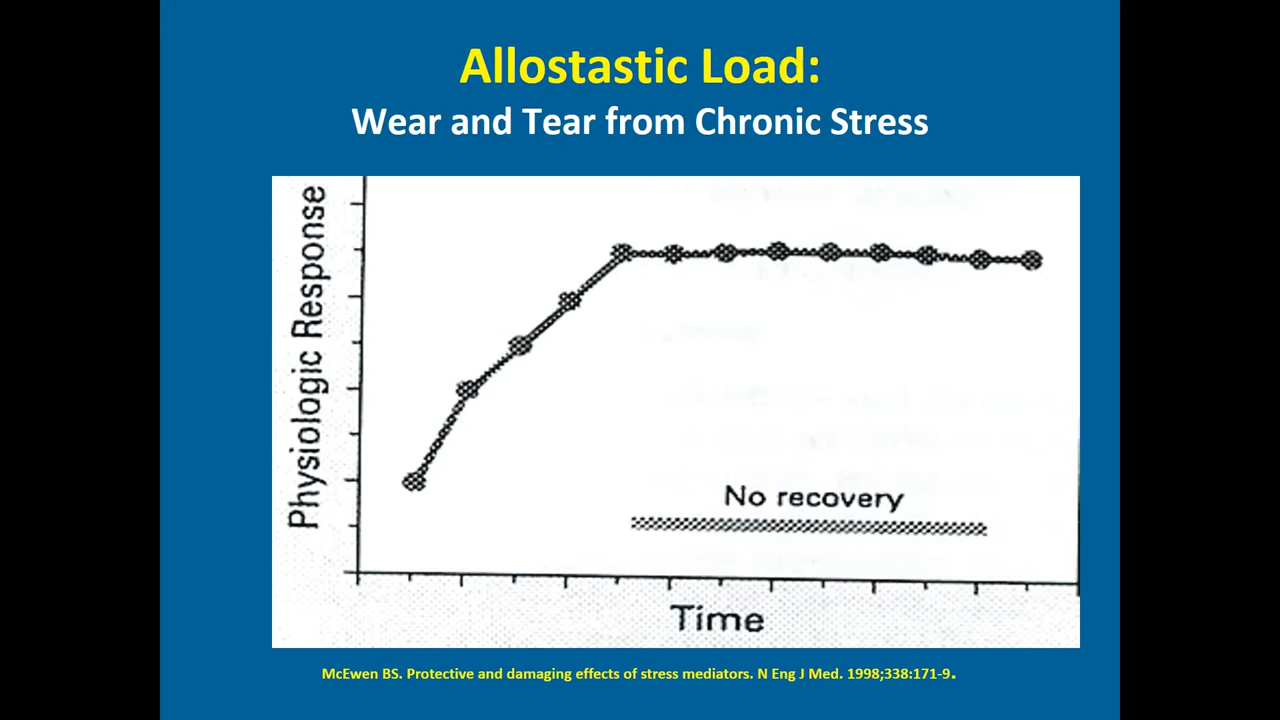 Allostastic Load:
Wear and Tear from Chronic Stress
Physiologic Response
No recovery
Time
McEwen BS. Protective and damaging effects of stress mediators. N Eng J Med. 1998;338:171-9.